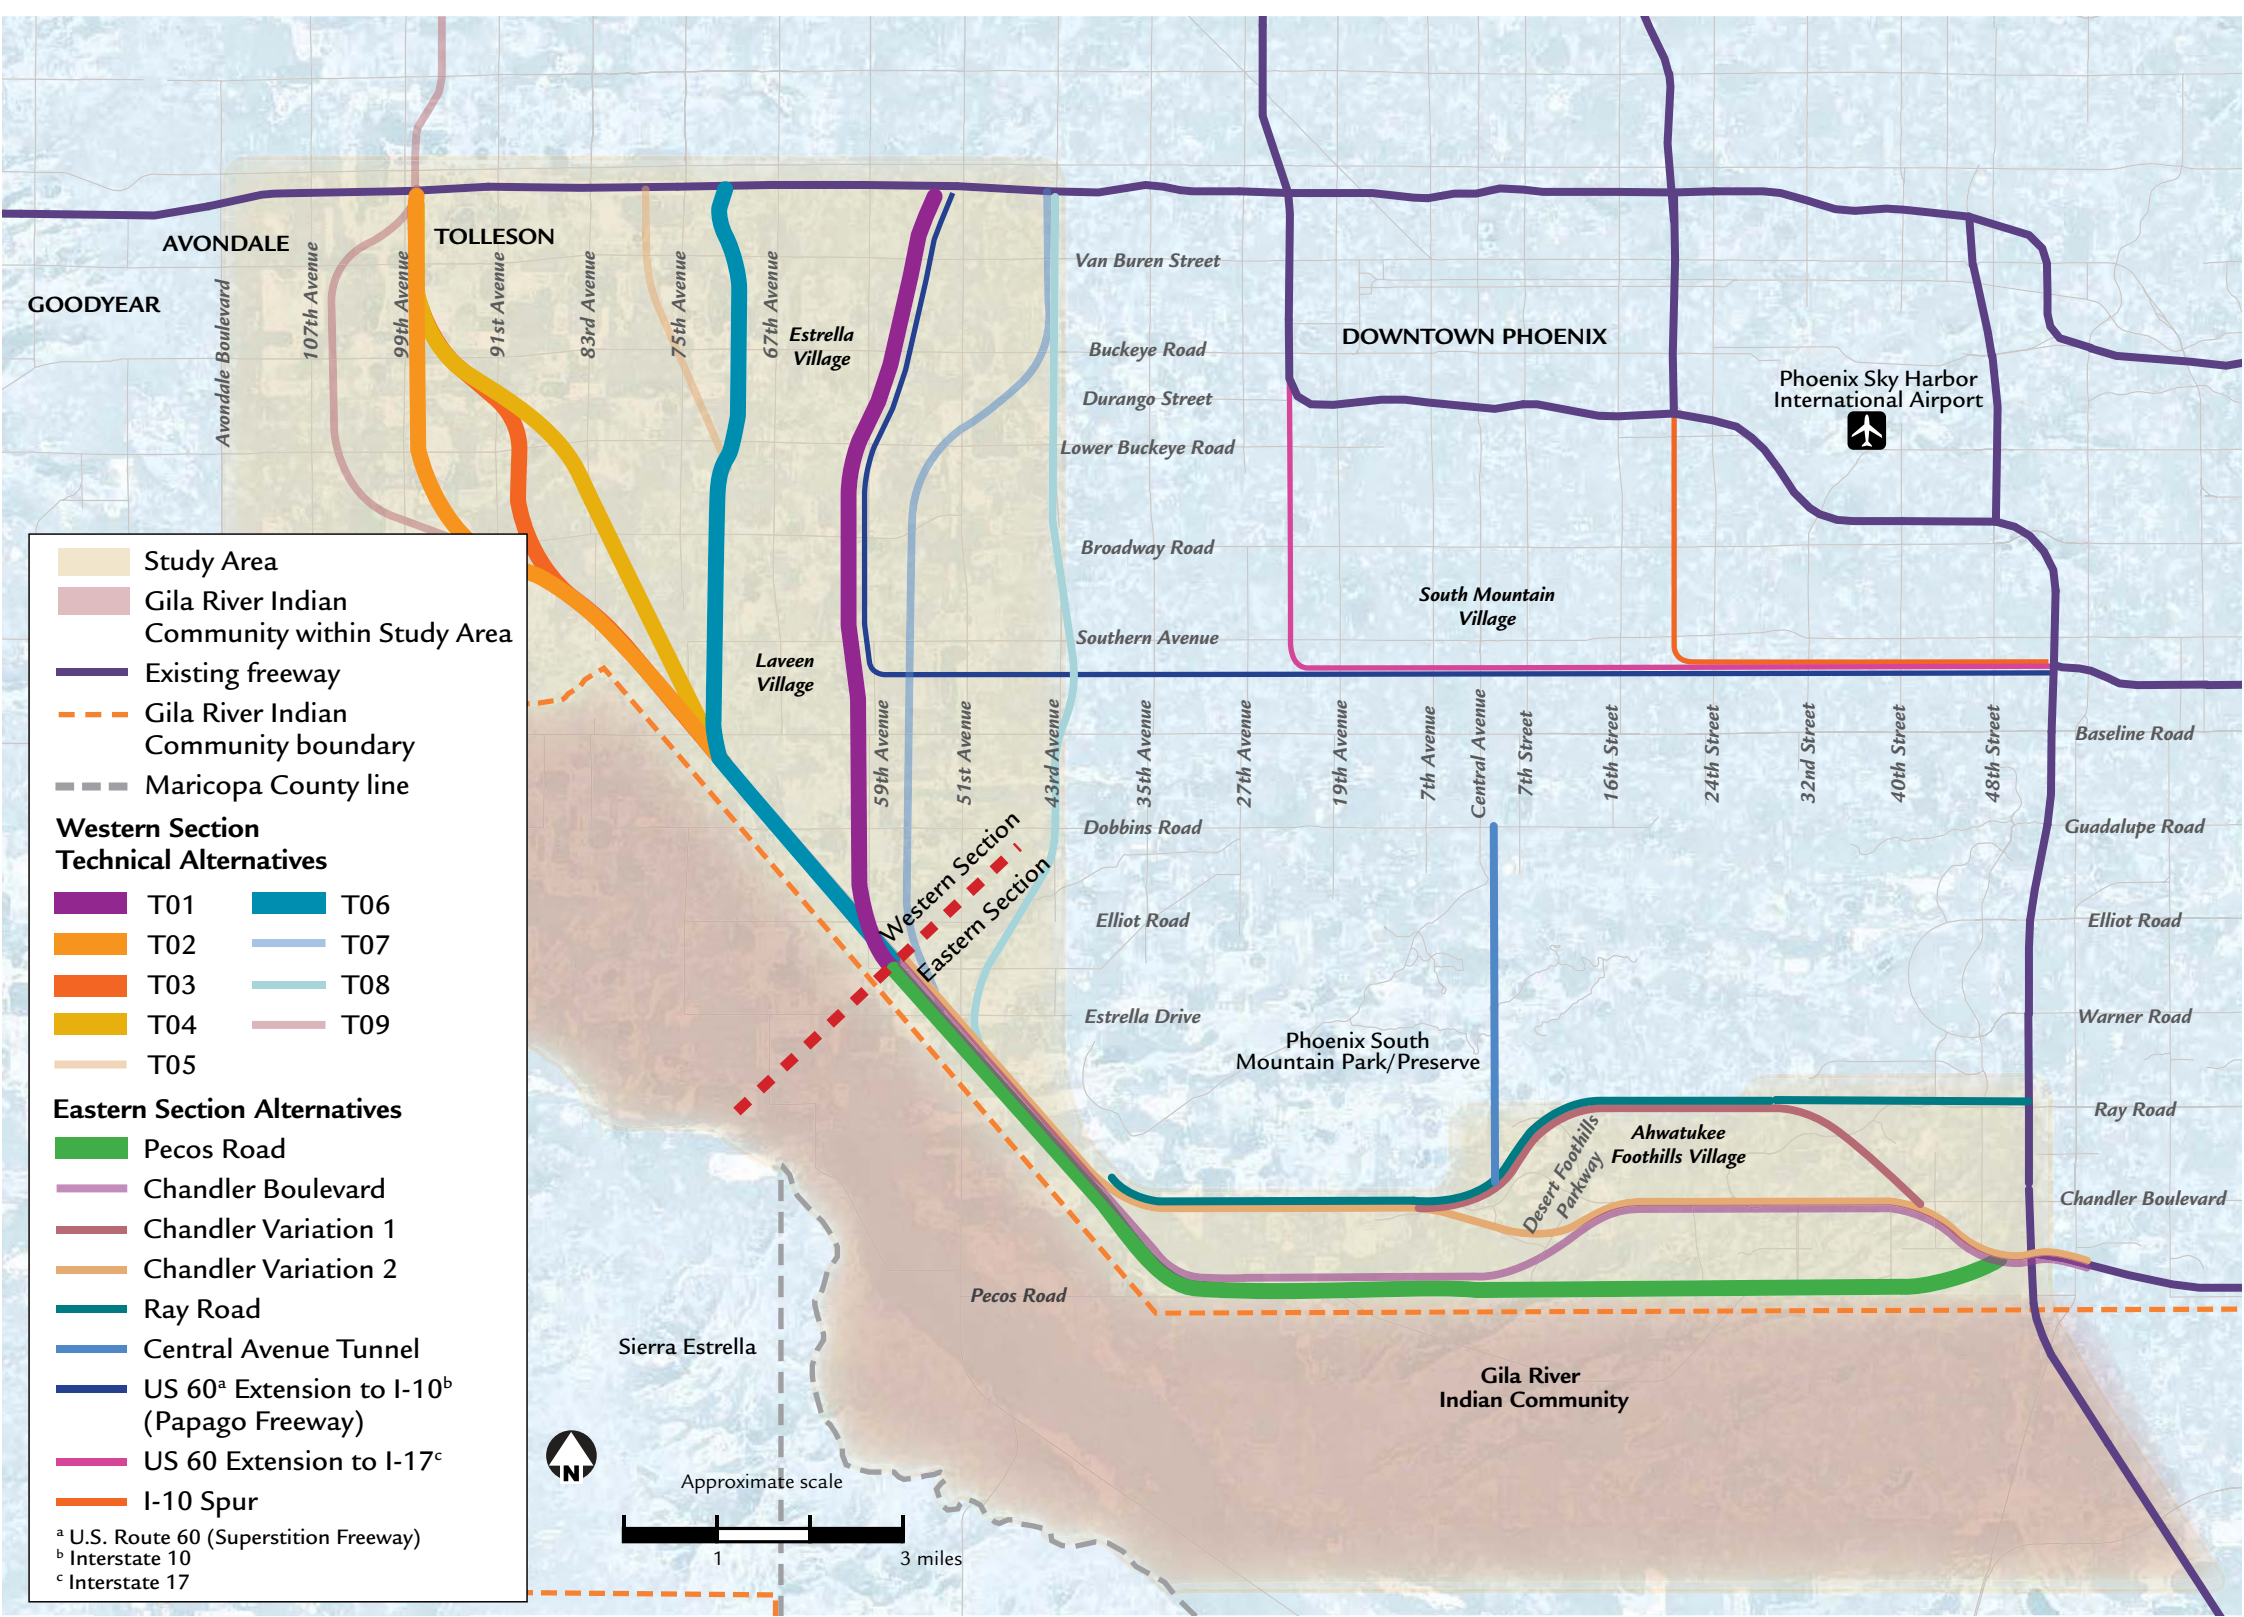 AVONDALE
TOLLESON
GOODYEAR
Avondale Boulevard
107th Avenue
99th Avenue
91st Avenue
83rd Avenue
75th Avenue
67th Avenue
Estrella
Village
Van Buren Street
Buckeye Road
Durango Street
Lower Buckeye Road
Broadway Road
Southern Avenue
DOWNTOWN PHOENIX
Phoenix Sky Harbor
International Airport
South Mountain
Village
Laveen
Village
59th Avenue
51st Avenue
43rd Avenue
35th Avenue
27th Avenue
19th Avenue
7th Avenue
Central Avenue
7th Street
16th Street
24th Street
32nd Street
40th Street
48th Street
Baseline Road
Guadalupe Road
Elliot Road
Warner Road
Ray Road
Chandler Boulevard
Dobbins Road
Elliot Road
Estrella Drive
Western Section
Eastern Section
Phoenix South
Mountain Park/Preserve
Desert Foothills
Parkway
Ahwatukee
Foothills Village
Pecos Road
Sierra Estrella
Gila River
Indian Community
N
Approximate scale
1
3 miles
Study Area
Gila River Indian
Community within Study Area
Existing freeway
Gila River Indian
Community boundary
Maricopa County line
Western Section
Technical Alternatives
T01
T06
T02
T07
T03
T08
T04
T09
T05
Eastern Section Alternatives
Pecos Road
Chandler Boulevard
Chandler Variation 1
Chandler Variation 2
Ray Road
Central Avenue Tunnel
US 60ᵃ Extension to I-10ᵇ
(Papago Freeway)
US 60 Extension to I-17ᶜ
I-10 Spur
ᵃ U.S. Route 60 (Superstition Freeway)
ᵇ Interstate 10
ᶜ Interstate 17